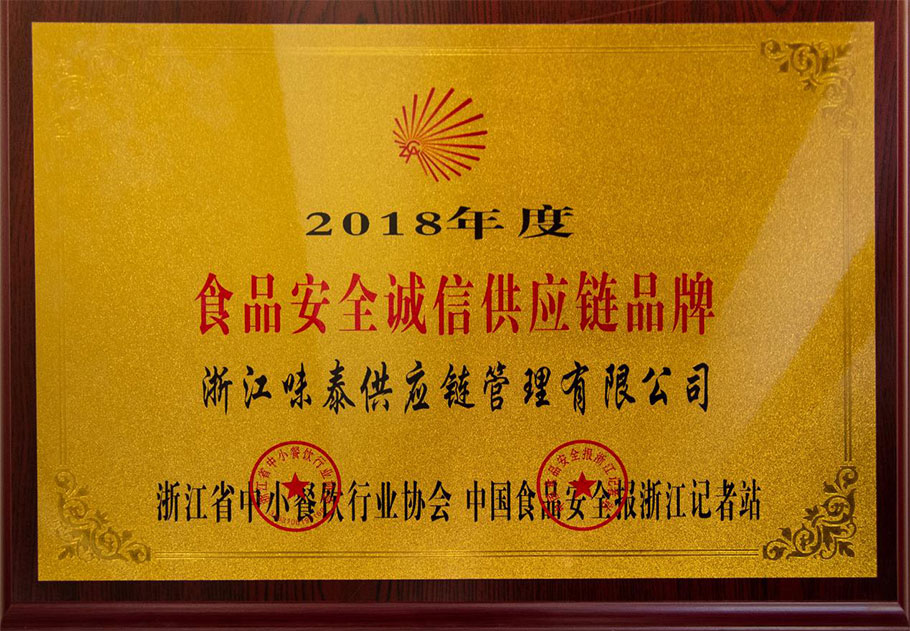 2018年度
食品安全诚信供应链品牌
浙江味泰供应链管理有限公司
浙江省中小餐饮行业协会 中国食品安全报浙江记者站